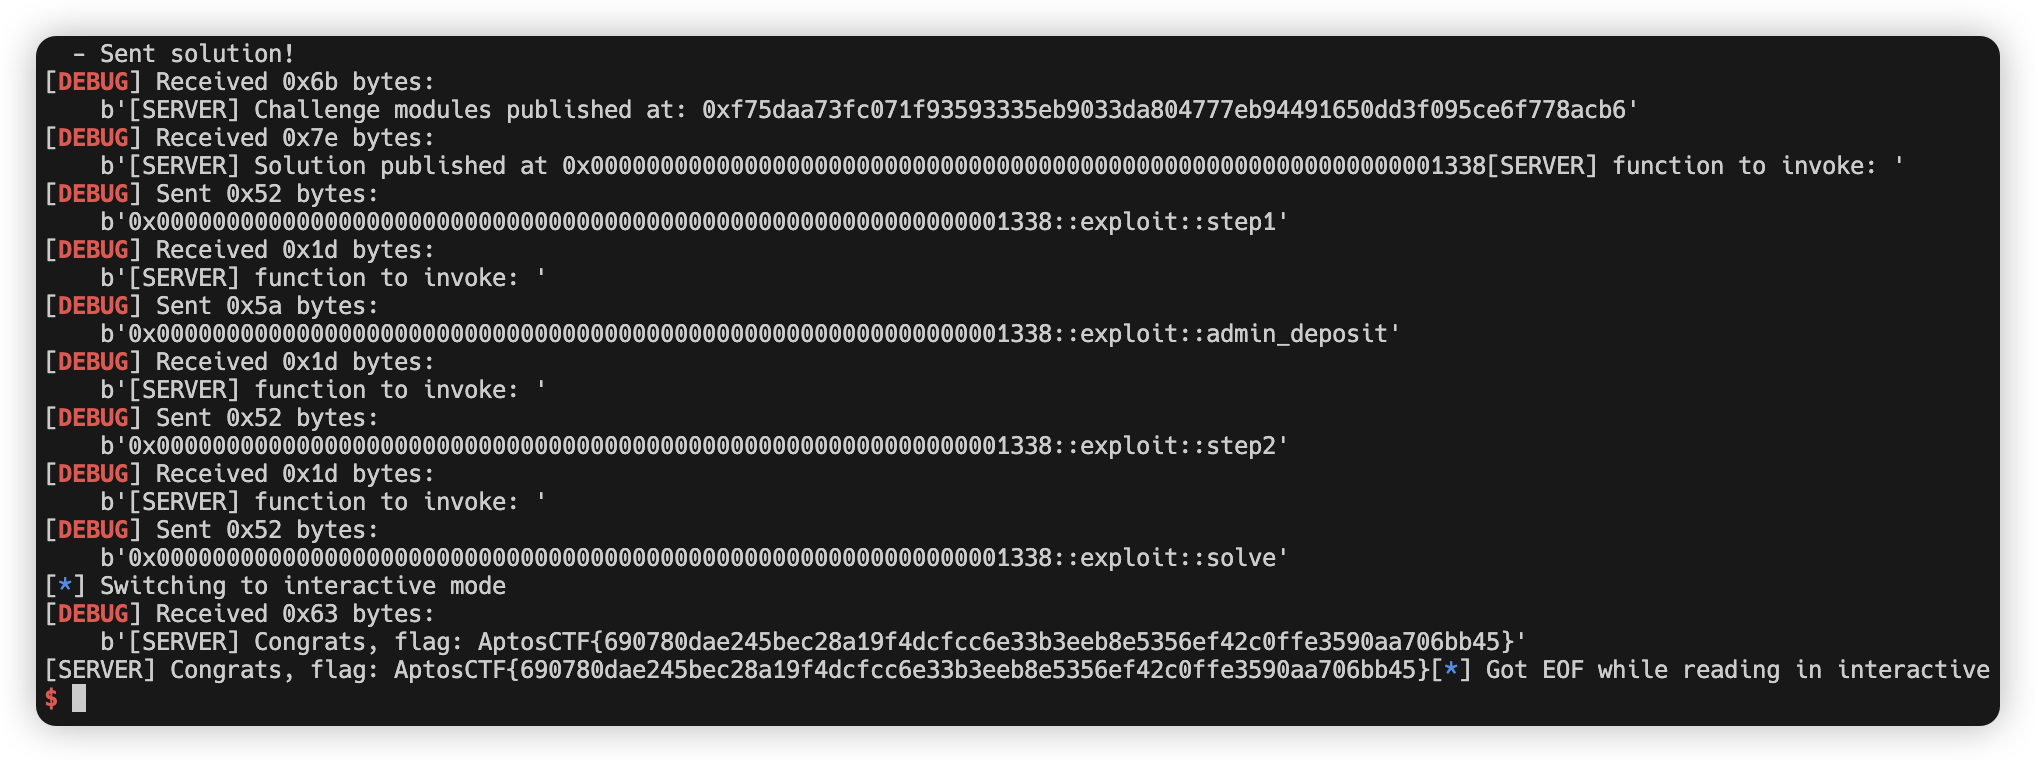 - Sent solution!
[DEBUG] Received 0x6b bytes:
b'[SERVER] Challenge modules published at: 0xf75daa73fc071f93593335eb9033da804777eb94491650dd3f095ce6f778acb6'
[DEBUG] Received 0x7e bytes:
b'[SERVER] Solution published at 0x0000000000000000000000000000000000000000000000000000000000001338[SERVER] function to invoke: '
[DEBUG] Sent 0x52 bytes:
b'0x0000000000000000000000000000000000000000000000000000000000001338::exploit::step1'
[DEBUG] Received 0x1d bytes:
b'[SERVER] function to invoke: '
[DEBUG] Sent 0x5a bytes:
b'0x0000000000000000000000000000000000000000000000000000000000001338::exploit::admin_deposit'
[DEBUG] Received 0x1d bytes:
b'[SERVER] function to invoke: '
[DEBUG] Sent 0x52 bytes:
b'0x0000000000000000000000000000000000000000000000000000000000001338::exploit::step2'
[DEBUG] Received 0x1d bytes:
b'[SERVER] function to invoke: '
[DEBUG] Sent 0x52 bytes:
b'0x0000000000000000000000000000000000000000000000000000000000001338::exploit::solve'
[*] Switching to interactive mode
[DEBUG] Received 0x63 bytes:
b'[SERVER] Congrats, flag: AptosCTF{690780dae245bec28a19f4dcfcc6e33b3eeb8e5356ef42c0ffe3590aa706bb45}'
[SERVER] Congrats, flag: AptosCTF{690780dae245bec28a19f4dcfcc6e33b3eeb8e5356ef42c0ffe3590aa706bb45}[*] Got EOF while reading in interactive
$